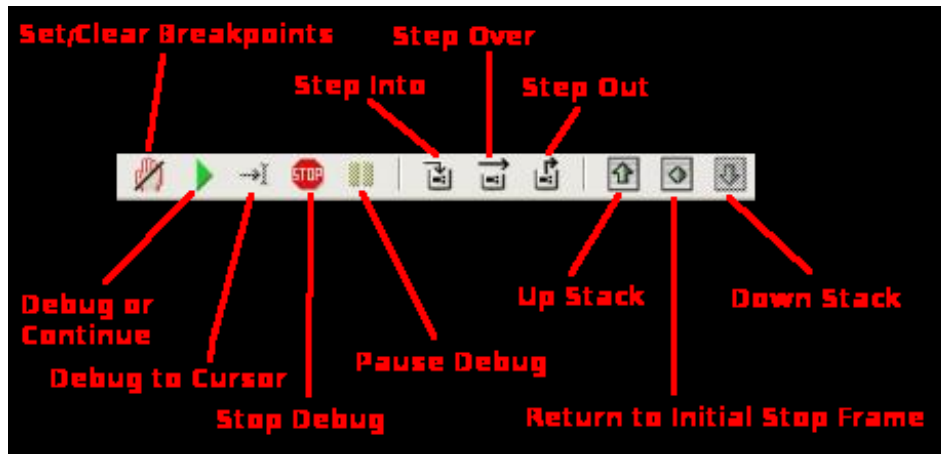 Set/Clear Breakpoints
Step Over
Step Into
Step Out
STOP
Debug or
Continue
Up Stack
Down Stack
Pause Debug
Debug to Cursor
Stop Debug
Return to Initial Stop Frame